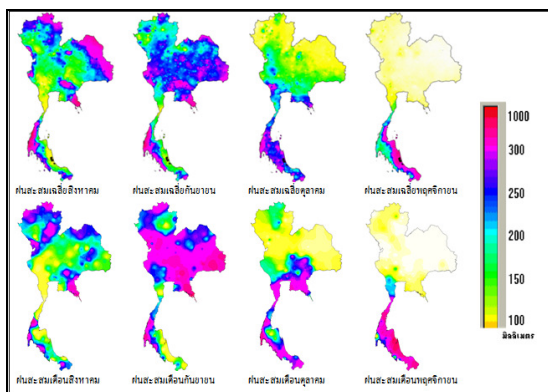 ฝนสะสมเฉลี่ยสิงหาคม
ฝนสะสมเฉลี่ยกันยายน
ฝนสะสมเฉลี่ยตุลาคม
ฝนสะสมเฉลี่ยพฤศจิกายน
1000
300
250
200
150
100
มิลลิเมตร
ฝนสะสมเดือนสิงหาคม
ฝนสะสมเดือนกันยายน
ฝนสะสมเดือนตุลาคม
ฝนสะสมเดือนพฤศจิกายน